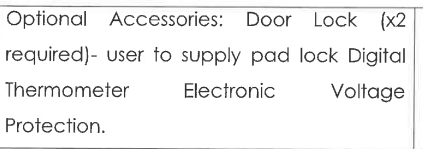 Optional Accessories: Door Lock (x2
required)- user to supply pad lock Digital
Thermometer Electronic Voltage
Protection.